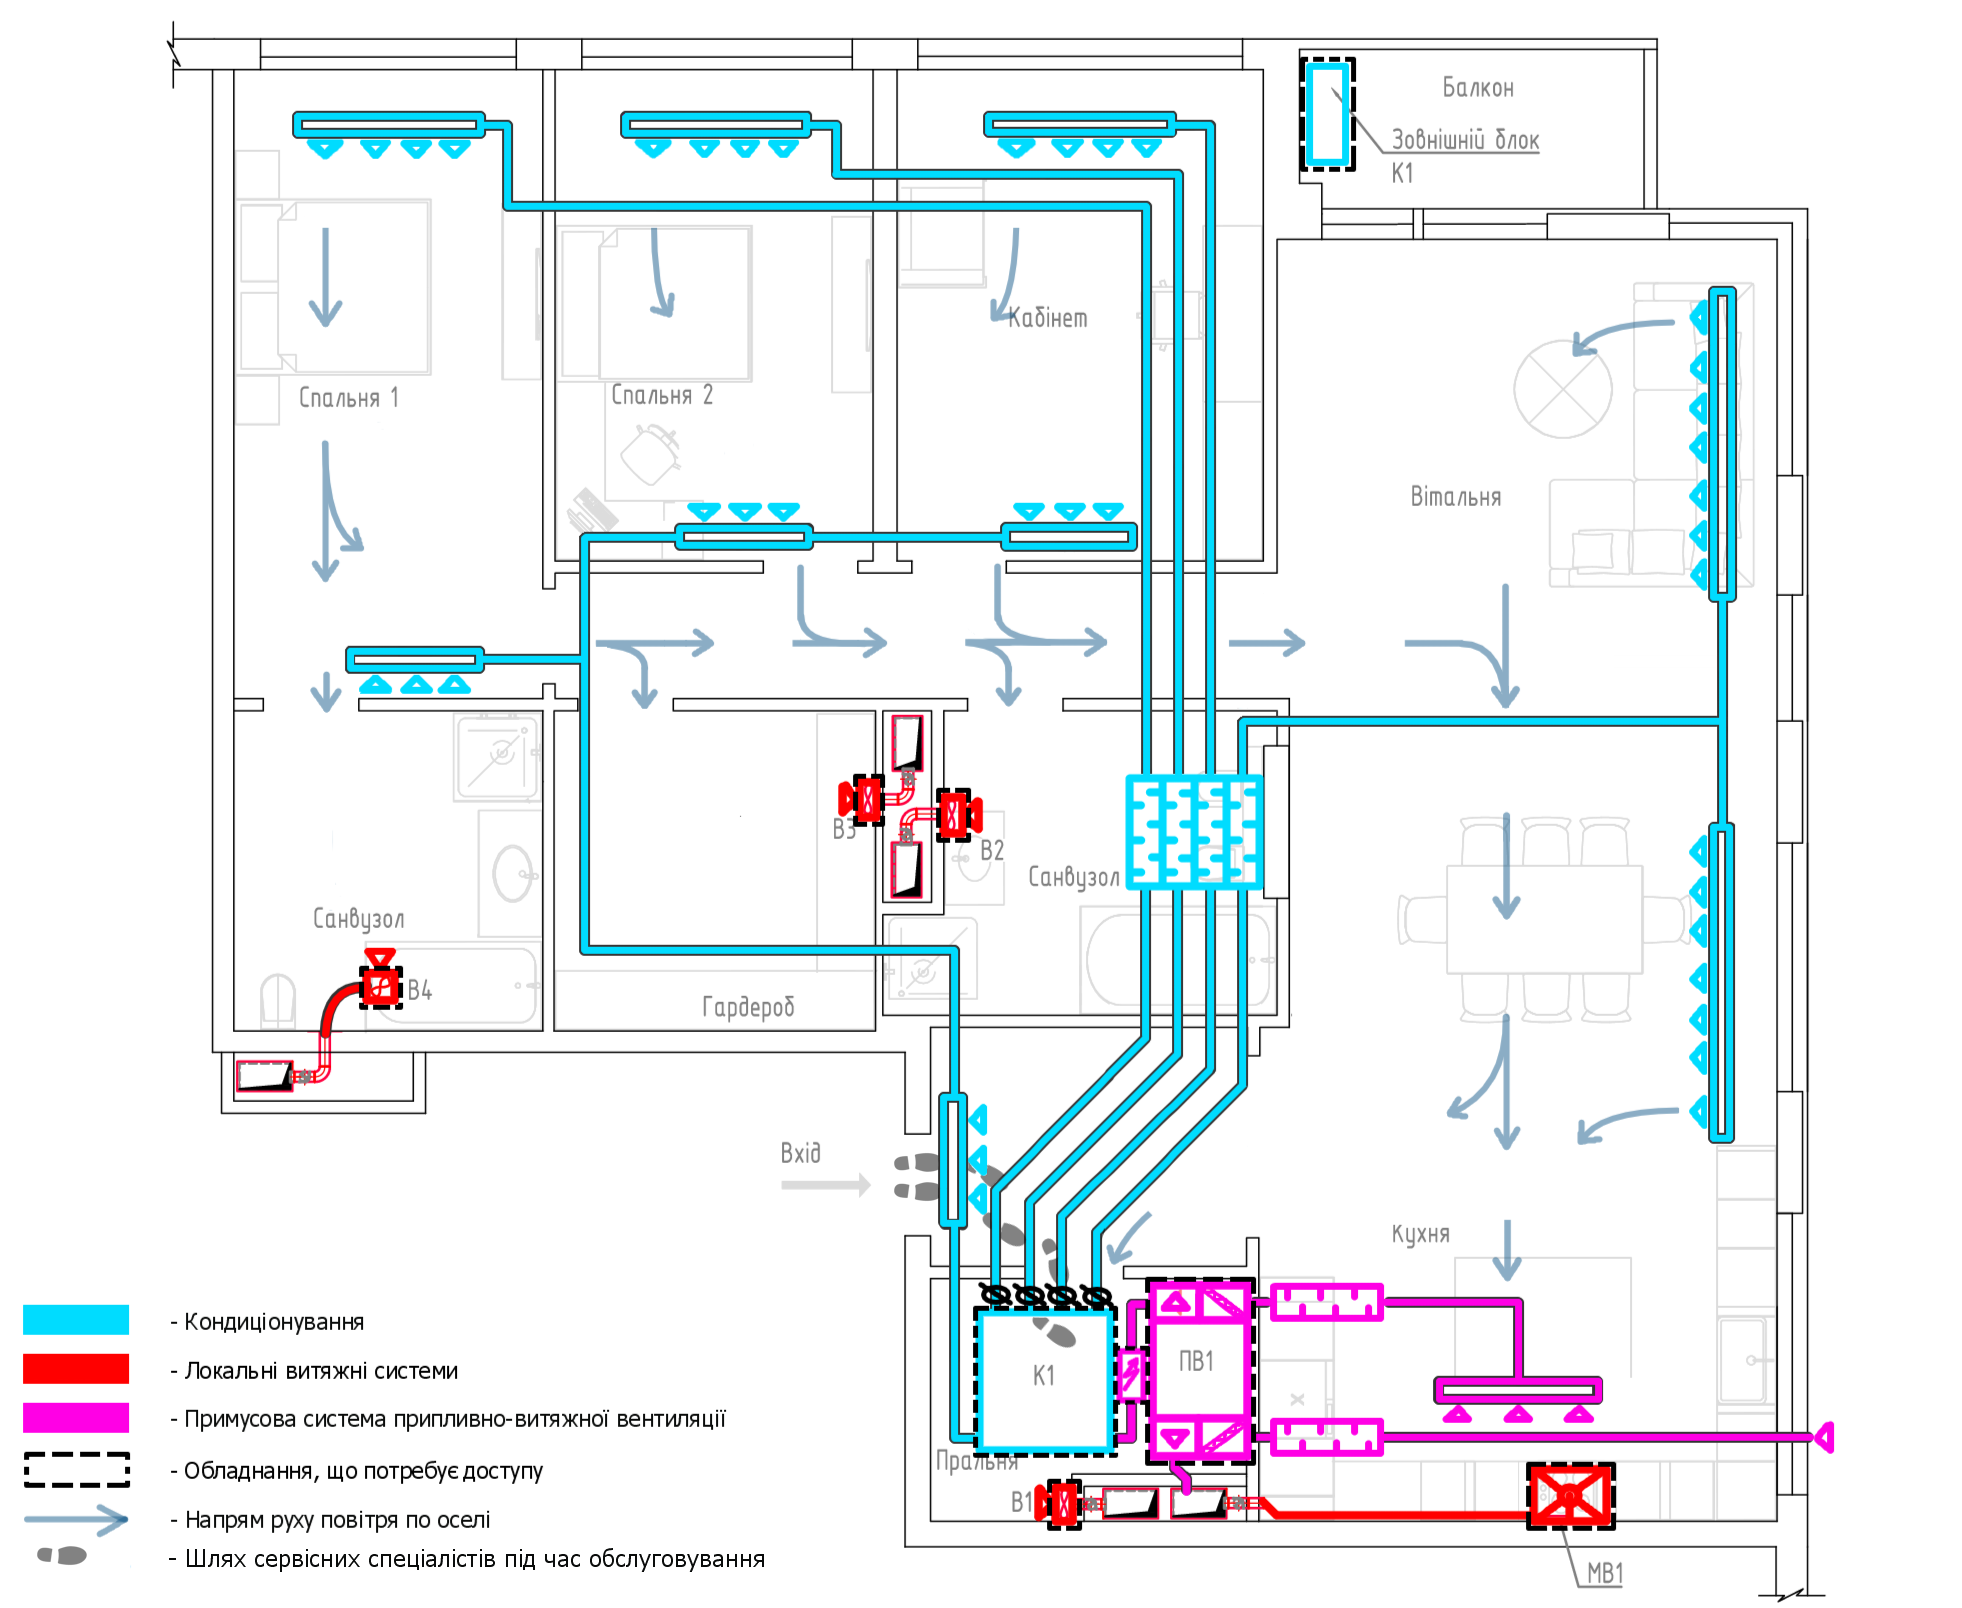 Балкон
Зовнішній блок
К1
Кабінет
Спальня 1
Спальня 2
Вітальня
В3
В2
Санвузол
Санвузол
В4
Гардероб
Вхід
Кухня
К1
ПВ1
Пральня
В1
МВ1
- Кондиціонування
- Локальні витяжні системи
- Примусова система припливно-витяжної вентиляції
- Обладнання, що потребує доступу
- Напрям руху повітря по оселі
- Шлях сервісних спеціалістів під час обслуговування